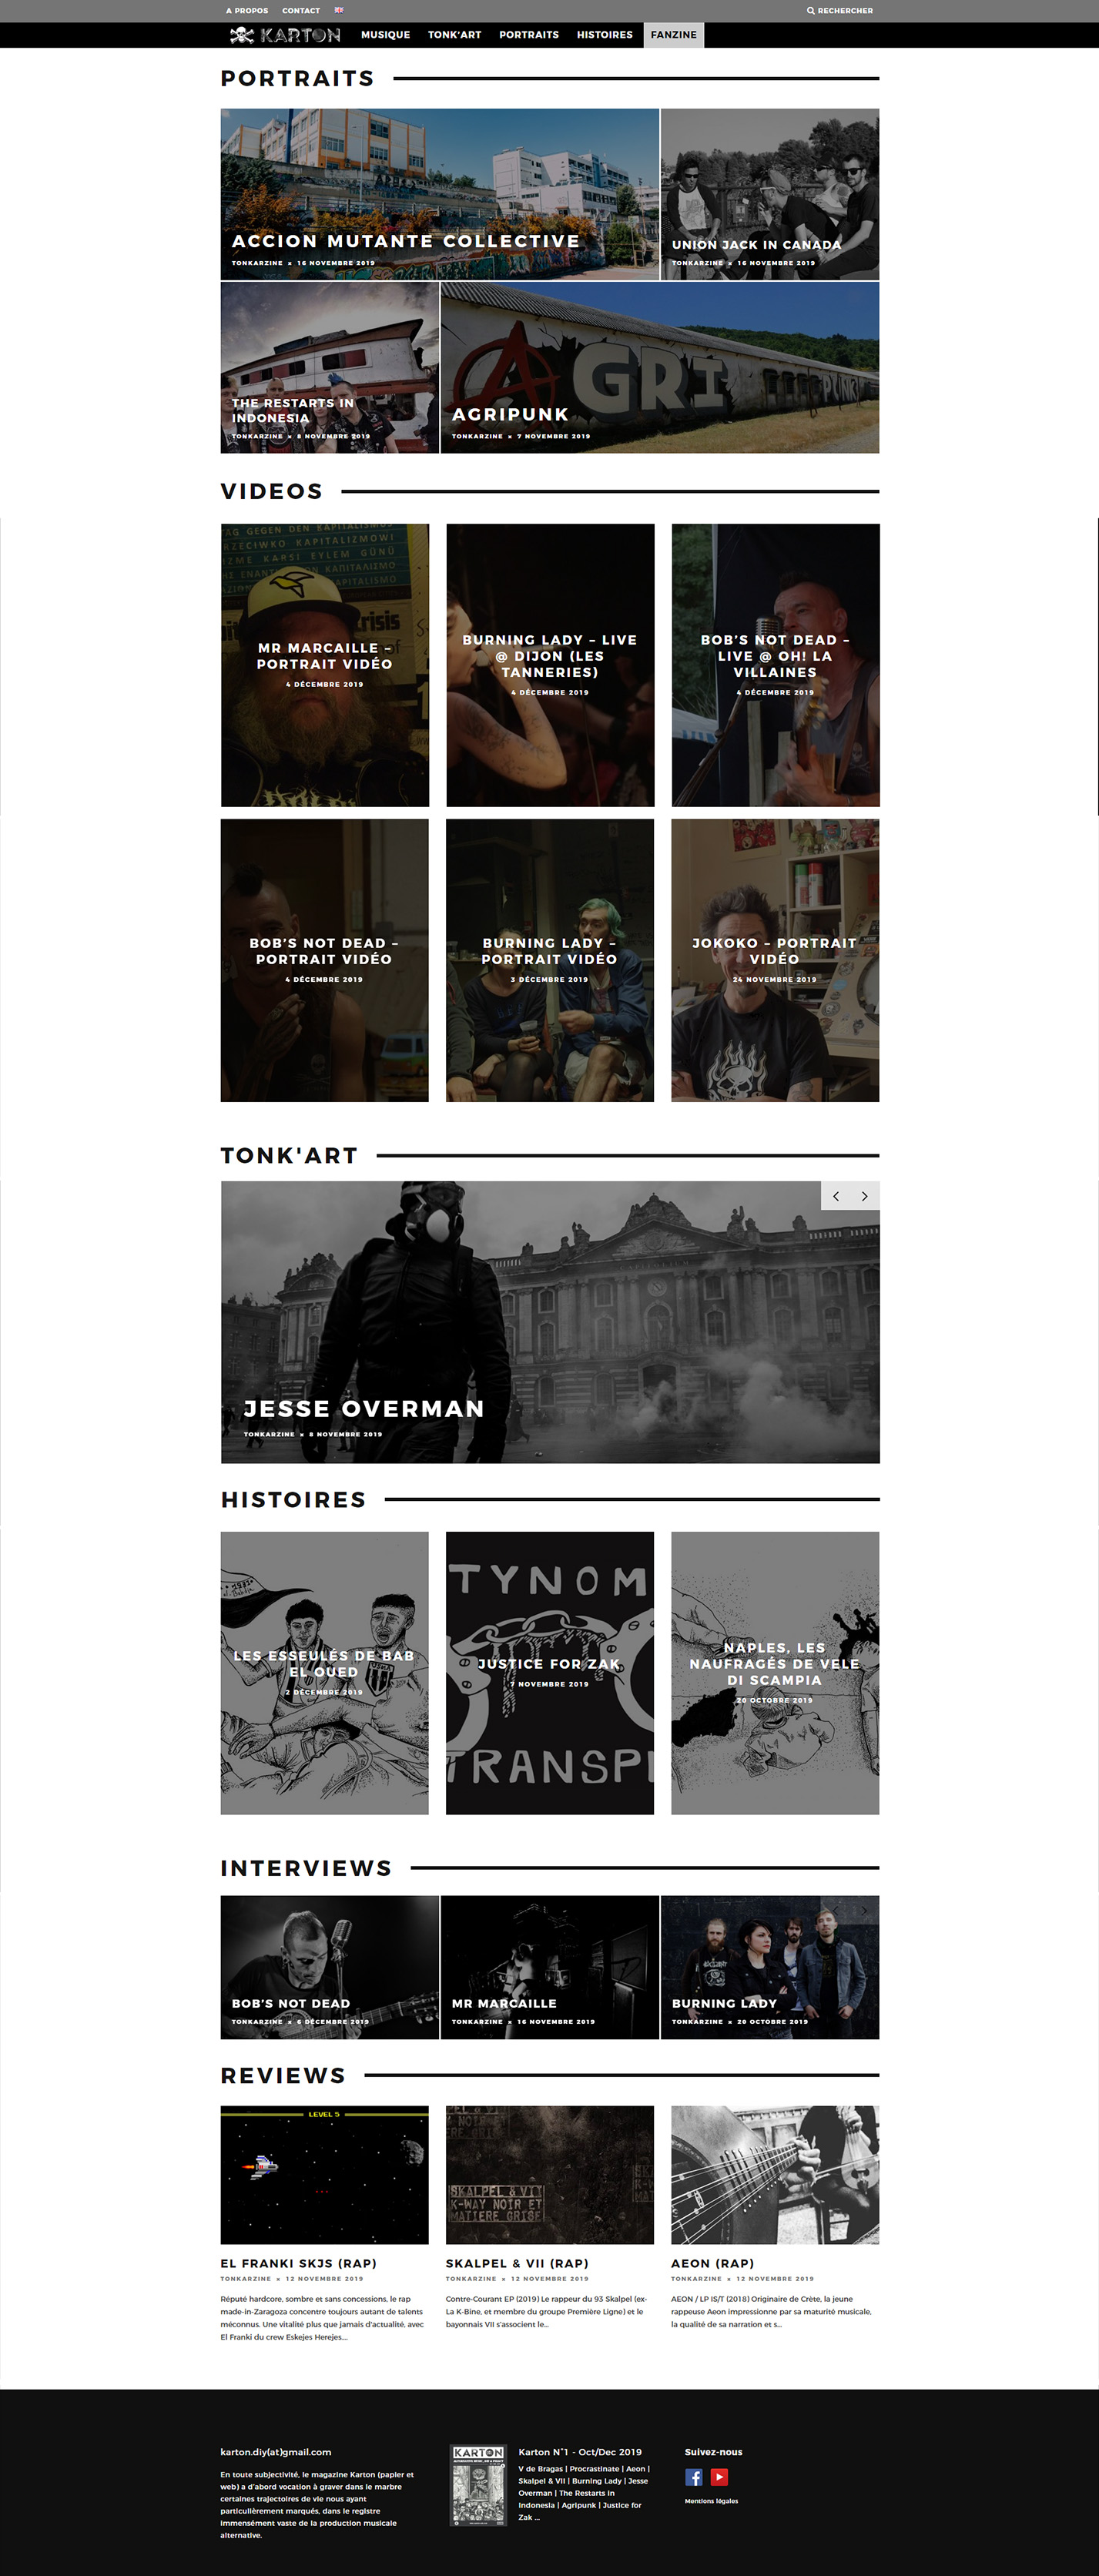 A PROPOS CONTACT RECHERCHER
KARTON MUSIQUE TONK'ART PORTRAITS HISTOIRES FANZINE
PORTRAITS
ACCION MUTANTE COLLECTIVE
TONKARZINE × 16 NOVEMBRE 2019
UNION JACK IN CANADA
TONKARZINE × 16 NOVEMBRE 2019
THE RESTARTS IN
INDONESIA
TONKARZINE × 8 NOVEMBRE 2019
AGRI PUNK
AGRIPUNK
TONKARZINE × 7 NOVEMBRE 2019
VIDEOS
TAG GEGEN DEN KAPITALISMUS
RZECIWKO KAPITALIZMOWI
IZME KARSI EYLEM GÜNÜ
MR MARCAILLE –
PORTRAIT VIDÉO
4 DÉCEMBRE 2019
BURNING LADY – LIVE
@ DIJON (LES
TANNERIES)
4 DÉCEMBRE 2019
BOB'S NOT DEAD –
LIVE @ OH! LA
VILLAINES
4 DÉCEMBRE 2019
BOB'S NOT DEAD –
PORTRAIT VIDÉO
4 DÉCEMBRE 2019
BURNING LADY –
PORTRAIT VIDÉO
3 DÉCEMBRE 2019
JOKOKO – PORTRAIT
VIDÉO
24 NOVEMBRE 2019
TONK'ART
CAPITOLIUM
JESSE OVERMAN
TONKARZINE × 8 NOVEMBRE 2019
HISTOIRES
LES ESSEULÉS DE BAB
EL OUED
2 DÉCEMBRE 2019
TYNOM
JUSTICE FOR ZAK
7 NOVEMBRE 2019
TRANSP
NAPLES, LES
NAUFRAGÉS DE VELE
DI SCAMPIA
20 OCTOBRE 2019
INTERVIEWS
BOB'S NOT DEAD
TONKARZINE × 6 DÉCEMBRE 2019
MR MARCAILLE
TONKARZINE × 16 NOVEMBRE 2019
BURNING LADY
TONKARZINE × 20 OCTOBRE 2019
REVIEWS
LEVEL 5
EL FRANKI SKJS (RAP)
TONKARZINE × 12 NOVEMBRE 2019
Réputé hardcore, sombre et sans concessions, le rap
made-in-Zaragoza concentre toujours autant de talents
méconnus. Une vitalité plus que jamais d'actualité, avec
El Franki du crew Eskejes Herejes....
SKALPEL & VII
K-WAY NOIR ET
MATIERE GRISE
SKALPEL & VII (RAP)
TONKARZINE × 12 NOVEMBRE 2019
Contre-Courant EP (2019) Le rappeur du 93 Skalpel (ex-
La K-Bine, et membre du groupe Première Ligne) et le
bayonnais VII s'associent le...
AEON (RAP)
TONKARZINE × 12 NOVEMBRE 2019
AEON / LP IS/T (2018) Originaire de Crète, la jeune
rappeuse Aeon impressionne par sa maturité musicale,
la qualité de sa narration et s...
karton.diy(at)gmail.com
En toute subjectivité, le magazine Karton (papier et
web) a d'abord vocation à graver dans le marbre
certaines trajectoires de vie nous ayant
particulièrement marqués, dans le registre
immensément vaste de la production musicale
alternative.
KARTON
Karton N°1 - Oct/Dec 2019
V de Bragas | Procrastinate | Aeon |
Skalpel & VII | Burning Lady | Jesse
Overman | The Restarts in
Indonesia | Agripunk | Justice for
Zak ...
Suivez-nous
Mentions légales